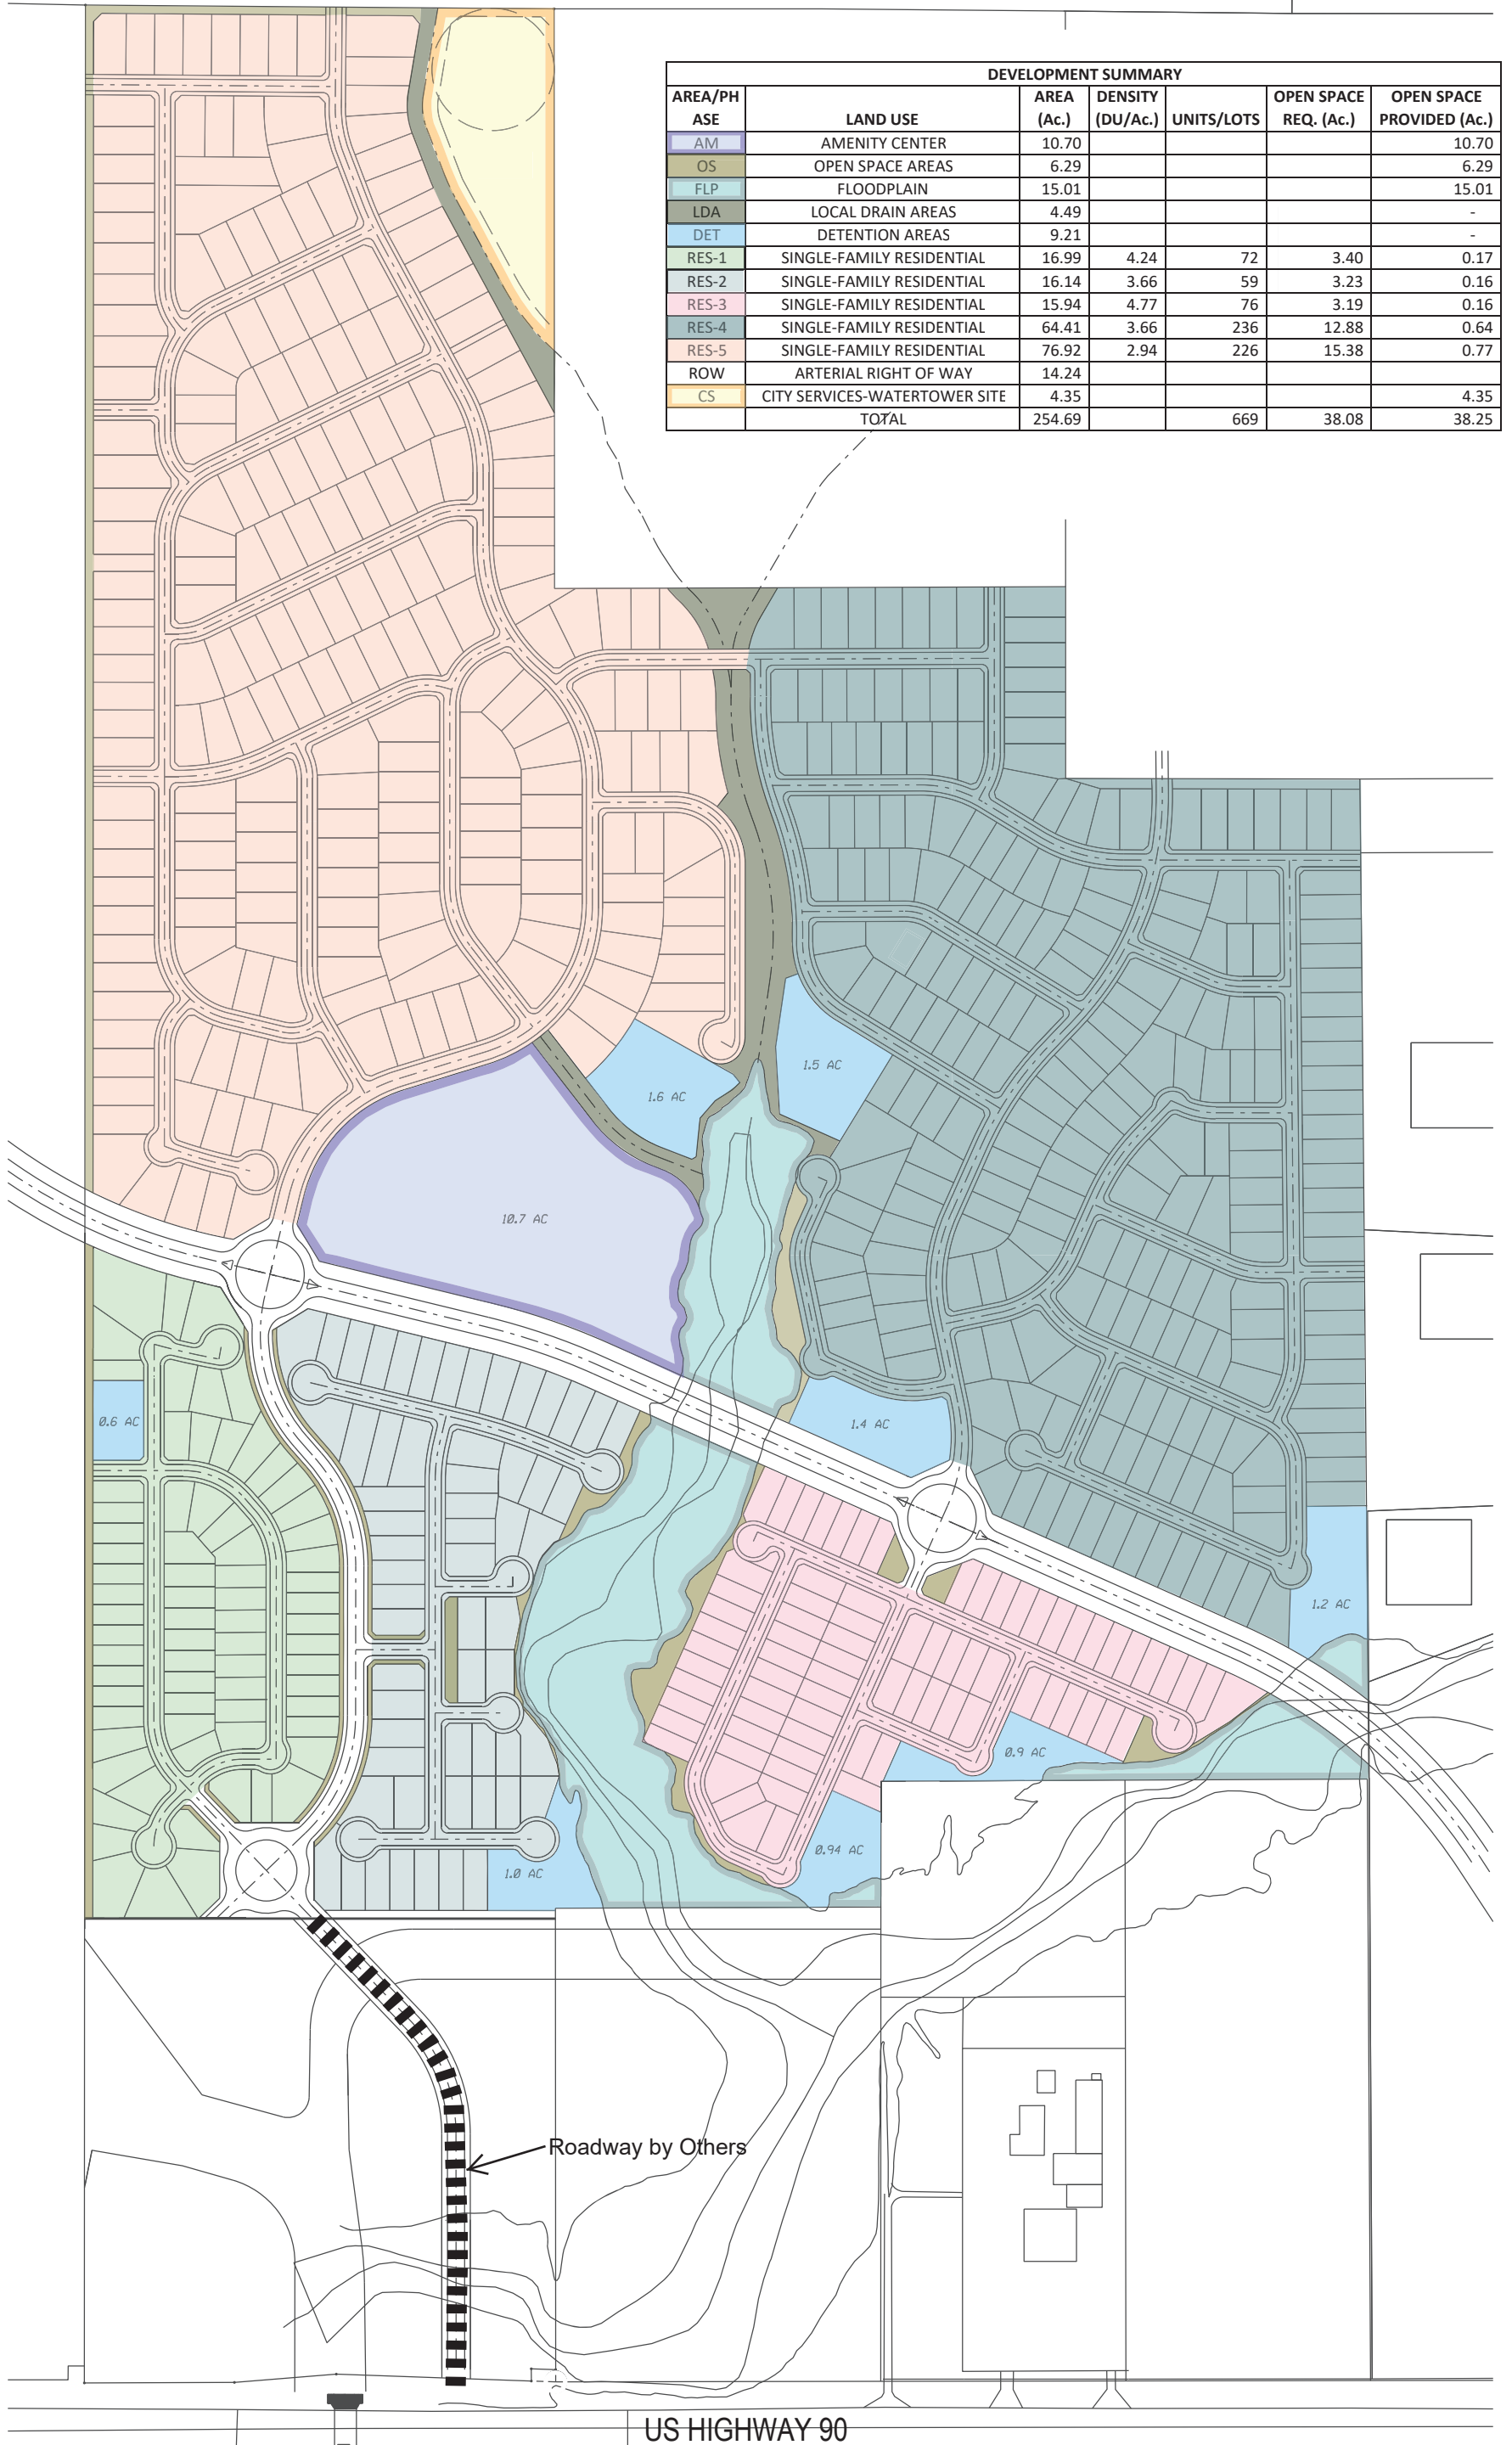 DEVELOPMENT SUMMARY
AREA/PH ASE LAND USE AREA (Ac.) DENSITY (DU/Ac.) UNITS/LOTS OPEN SPACE REQ. (Ac.) OPEN SPACE PROVIDED (Ac.)
AM AMENITY CENTER 10.70 10.70
OS OPEN SPACE AREAS 6.29 6.29
FLP FLOODPLAIN 15.01 15.01
LDA LOCAL DRAIN AREAS 4.49 -
DET DETENTION AREAS 9.21 -
RES-1 SINGLE-FAMILY RESIDENTIAL 16.99 4.24 72 3.40 0.17
RES-2 SINGLE-FAMILY RESIDENTIAL 16.14 3.66 59 3.23 0.16
RES-3 SINGLE-FAMILY RESIDENTIAL 15.94 4.77 76 3.19 0.16
RES-4 SINGLE-FAMILY RESIDENTIAL 64.41 3.66 236 12.88 0.64
RES-5 SINGLE-FAMILY RESIDENTIAL 76.92 2.94 226 15.38 0.77
ROW ARTERIAL RIGHT OF WAY 14.24
CS CITY SERVICES-WATERTOWER SITE 4.35 4.35
TOTAL 254.69 669 38.08 38.25
1.5 AC
1.6 AC
10.7 AC
0.6 AC
1.4 AC
1.2 AC
0.9 AC
0.94 AC
1.0 AC
Roadway by Others
US HIGHWAY 90